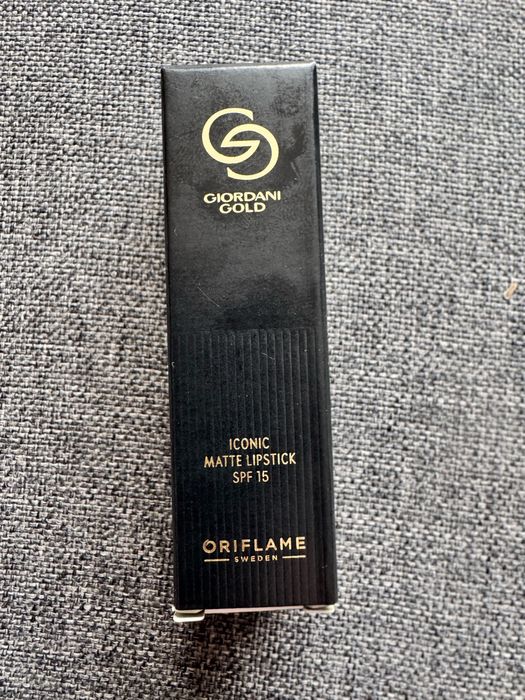 GIORDANI
GOLD
ICONIC
MATTE LIPSTICK
SPF 15
ORIFLAME
SWEDEN